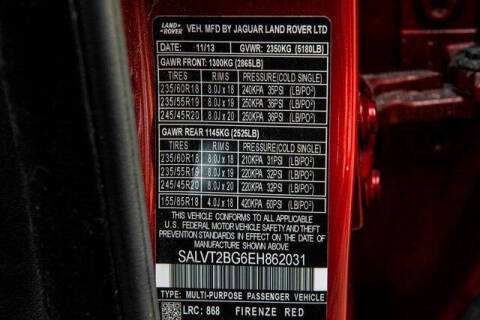 LAND ROVER VEH. MFD BY JAGUAR LAND ROVER LTD
DATE: 11/13 GVWR: 2350KG (5180LB)
GAWR FRONT: 1300KG (2865LB)
TIRES RIMS PRESSURE(COLD SINGLE)
235/60R18 8.0J x 18 240KPA 35PSI (LB/PO²)
235/55R19 8.0J x 19 250KPA 36PSI (LB/PO²)
245/45R20 8.0J x 20 250KPA 36PSI (LB/PO²)
GAWR REAR 1145KG (2525LB)
TIRES RIMS PRESSURE(COLD SINGLE)
235/60R18 8.0J x 18 210KPA 31PSI (LB/PO²)
235/55R19 8.0J x 19 220KPA 32PSI (LB/PO²)
245/45R20 8.0J x 20 220KPA 32PSI (LB/PO²)
155/85R18 4.0J x 18 420KPA 60PSI (LB/PO²)
THIS VEHICLE CONFORMS TO ALL APPLICABLE
U.S. FEDERAL MOTOR VEHICLE SAFETY AND THEFT
PREVENTION STANDARDS IN EFFECT ON THE DATE
OF MANUFACTURE SHOWN ABOVE.
SALVT2BG6EH862031
TYPE: MULTI-PURPOSE PASSENGER VEHICLE
LRC: 868 FIRENZE RED